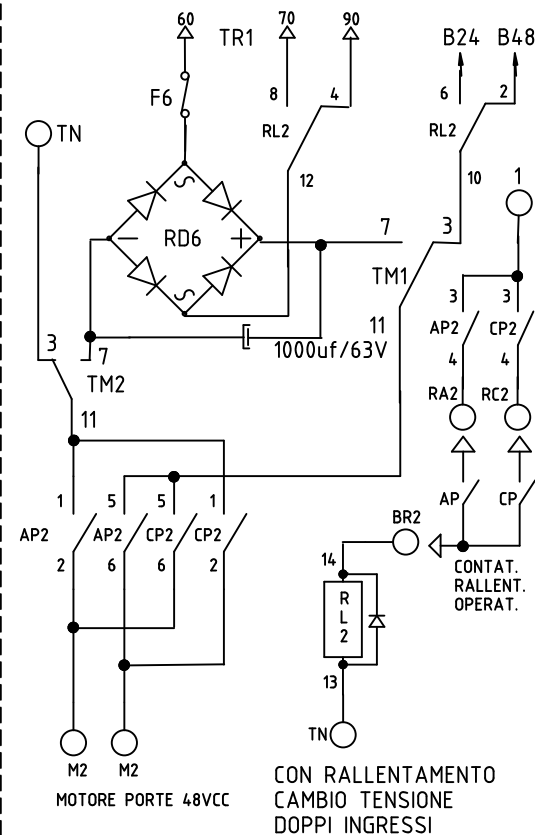 60
70
90
TR1
B24
B48
8
4
6
2
F6
RL2
RL2
TN
12
10
1
RD6
7
3
TM1
3
3
11
AP2
CP2
1000uf/63V
4
4
3
7
TM2
RA2
RC2
11
1
5
5
1
AP
CP
AP2
AP2
CP2
CP2
BR2
2
6
6
2
14
CONTAT.
RALLENT.
OPERAT.
R
L
2
13
TN
M2
M2
MOTORE PORTE 48VCC
CON RALLENTAMENTO
CAMBIO TENSIONE
DOPPI INGRESSI